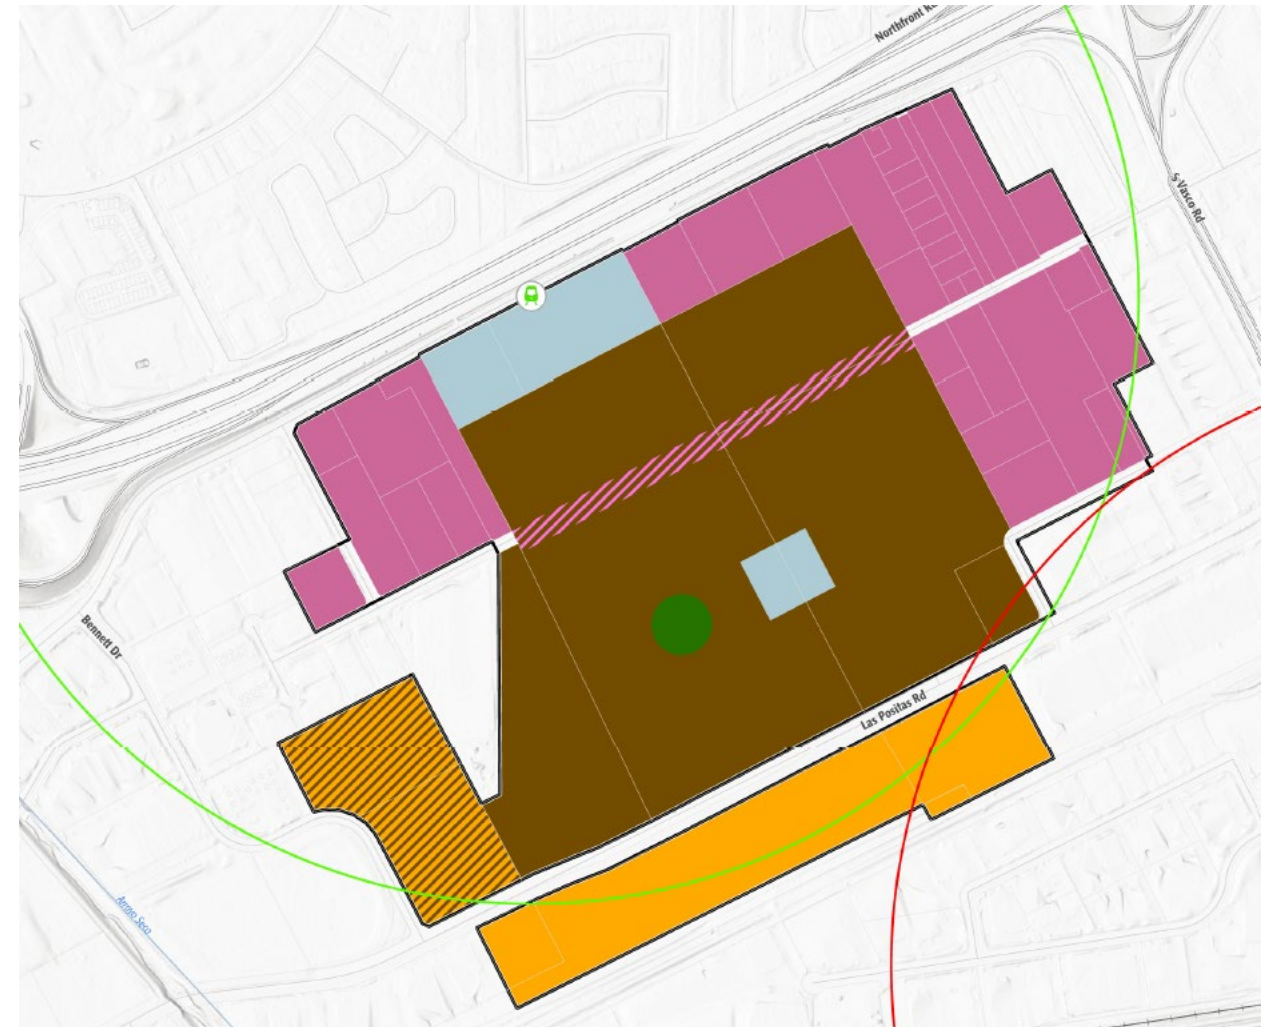 Northfront Rd
S Vasco Rd
Bennett Dr
Las Positas Rd
Arroyo Seco